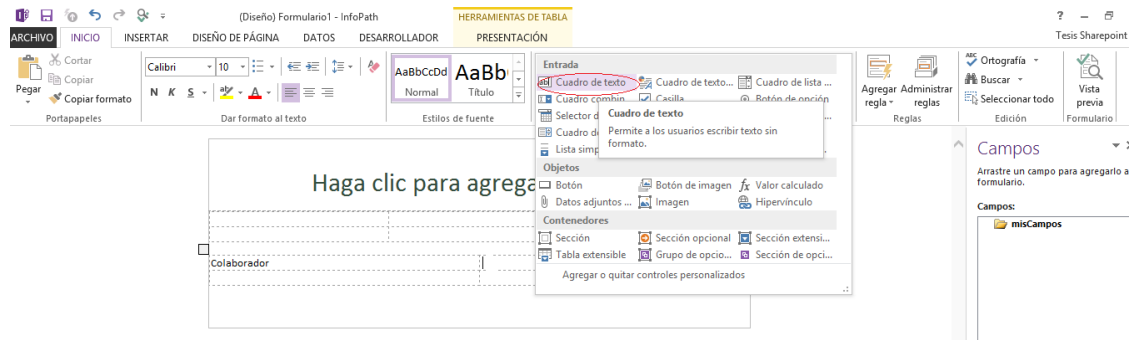 (Diseño) Formulario1 - InfoPath
HERRAMIENTAS DE TABLA
?
ARCHIVO INICIO INSERTAR DISEÑO DE PÁGINA DATOS DESARROLLADOR PRESENTACIÓN
Tesis Sharepoint
Pegar
Cortar
Copiar
Copiar formato
Portapapeles
Calibri 10
N K S
Dar formato al texto
AaBbCcDd AaBb
Normal Título
Estilos de fuente
Entrada
Cuadro de texto Cuadro de texto... Cuadro de lista ...
Cuadro combin Casilla Botón de opción
Selector d
Cuadro d
Lista simp
Cuadro de texto
Permite a los usuarios escribir texto sin
formato.
Objetos
Botón Botón de imagen fx Valor calculado
Datos adjuntos ... Imagen Hipervínculo
Contenedores
Sección Sección opcional Sección extensi...
Tabla extensible Grupo de opcio... Sección de opci...
Agregar o quitar controles personalizados
Agregar regla
Administrar reglas
Reglas
ABC Ortografía
Buscar
Seleccionar todo
Edición
Vista previa
Formulario
Haga clic para agrega
Colaborador
Campos
Arrastre un campo para agregarlo a
formulario.
Campos:
misCampos